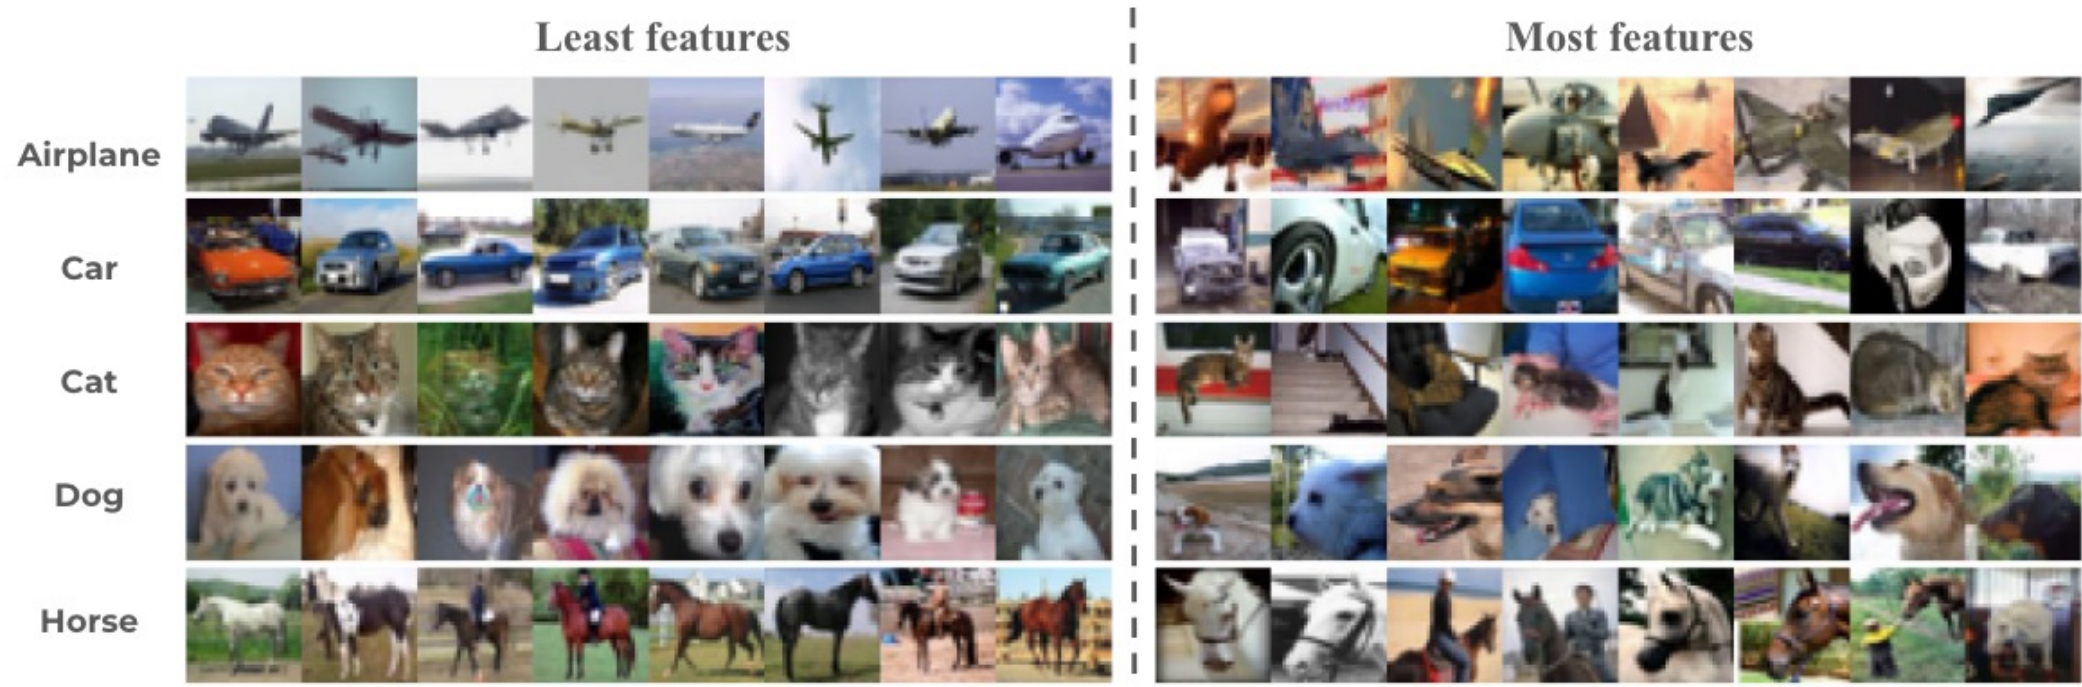 Least features
Most features
Airplane
Car
Cat
Dog
Horse